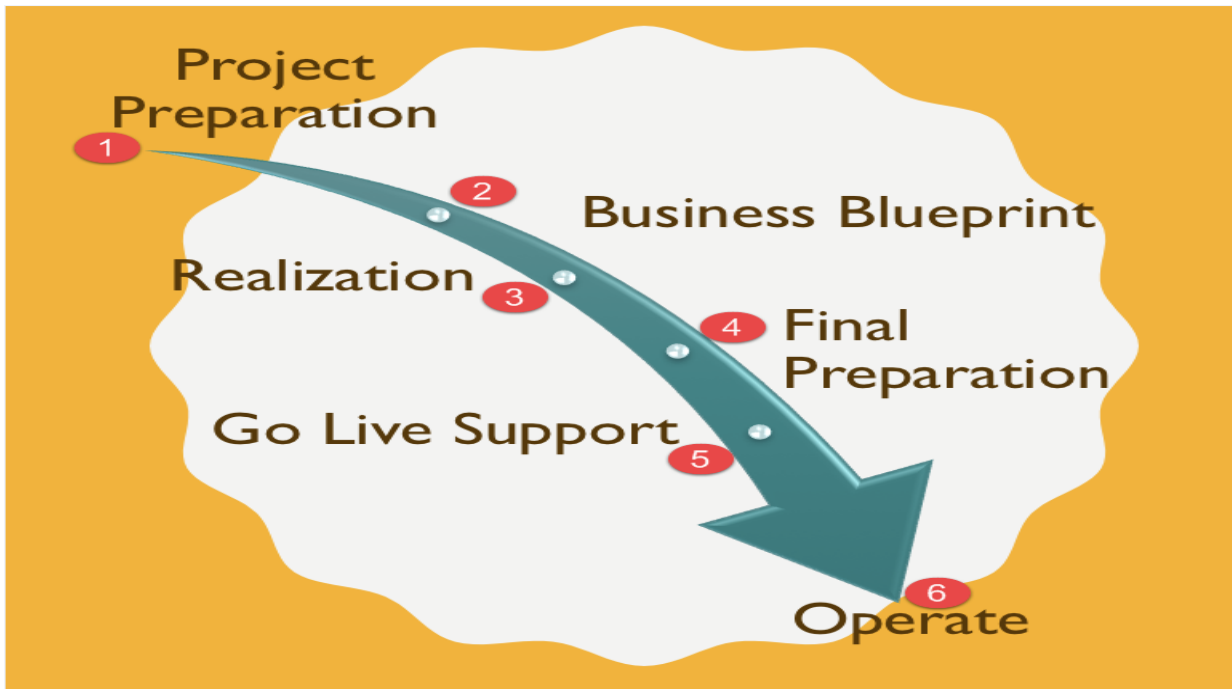 Project
Preparation
1
2
Business Blueprint
Realization
3
4
Final
Preparation
Go Live Support
5
6
Operate